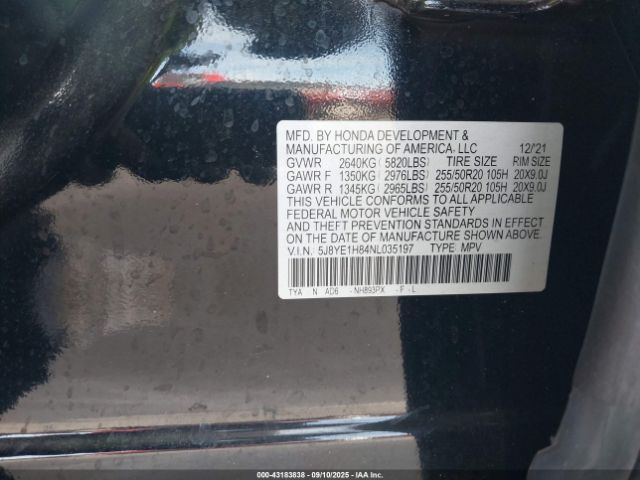 MFD. BY HONDA DEVELOPMENT &
MANUFACTURING OF AMERICA, LLC 12/21
GVWR 2640KG( 5820LBS) TIRE SIZE RIM SIZE
GAWR F 1350KG( 2976LBS) 255/50R20 105H 20X9.0J
GAWR R 1345KG( 2965LBS) 255/50R20 105H 20X9.0J
THIS VEHICLE CONFORMS TO ALL APPLICABLE
FEDERAL MOTOR VEHICLE SAFETY
AND THEFT PREVENTION STANDARDS IN EFFECT
ON THE DATE OF MANUFACTURE SHOWN ABOVE.
V.I.N. 5J8YE1H84NL035197 TYPE MPV
TYA N AD6 -NH893PX -F -L
000-43183838 - 09/10/2025 - IAAI.COM